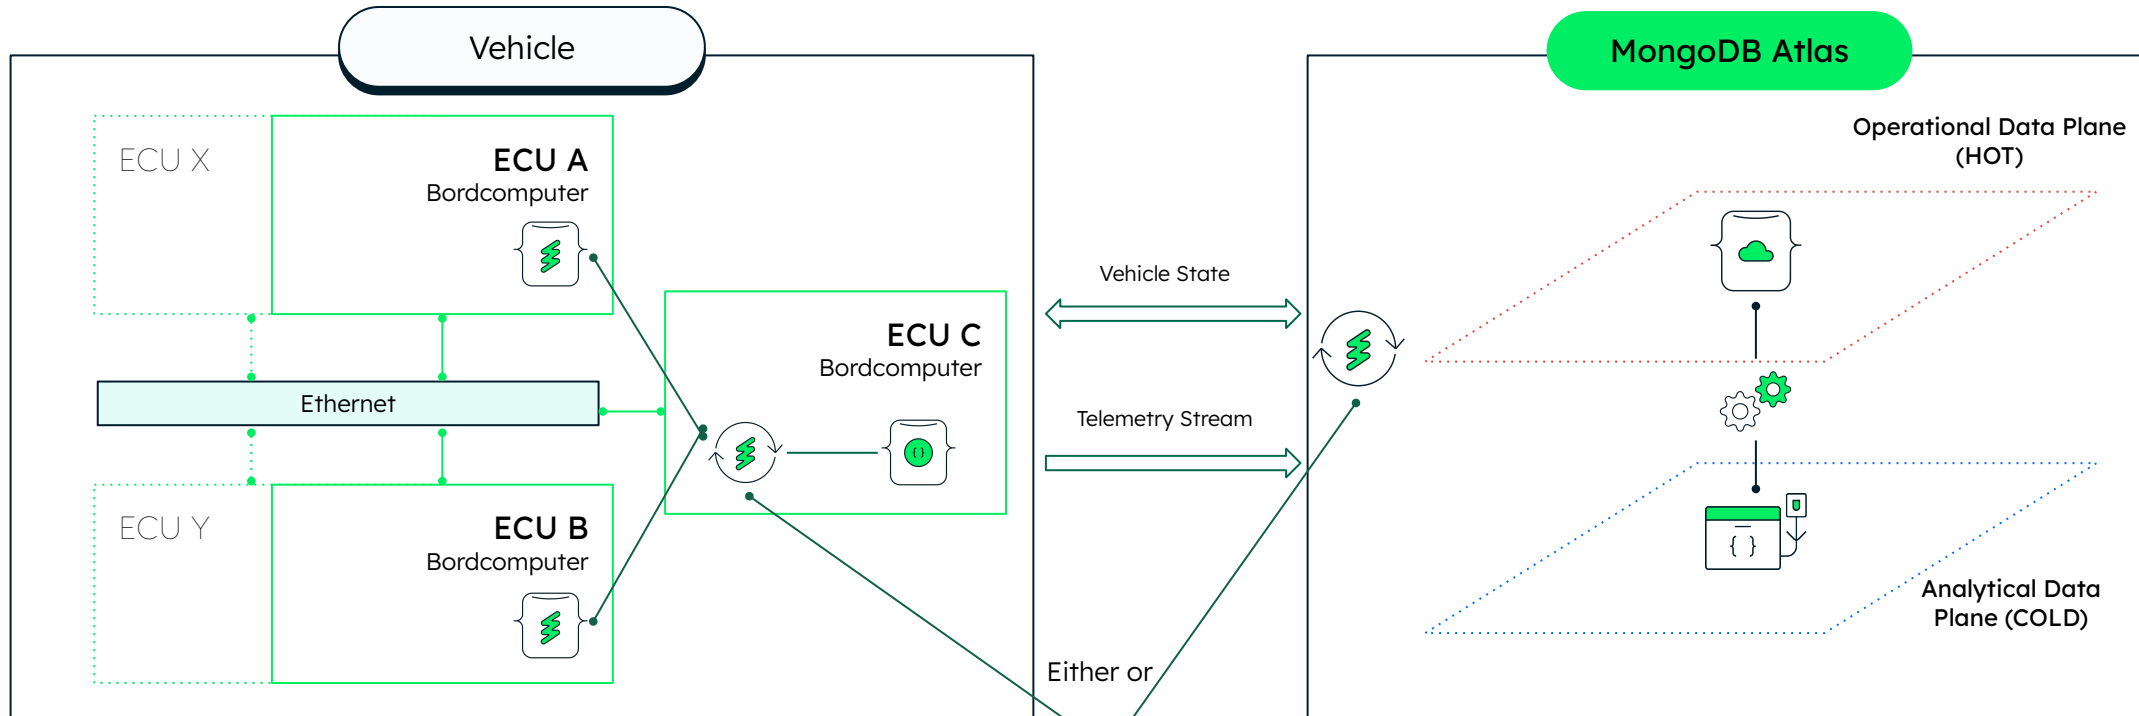 Vehicle
MongoDB Atlas
ECU X
ECU A
Bordcomputer
Ethernet
ECU C
Bordcomputer
{ }
ECU Y
ECU B
Bordcomputer
Vehicle State
Telemetry Stream
Either or
Operational Data Plane
(HOT)
{ }
Analytical Data
Plane (COLD)